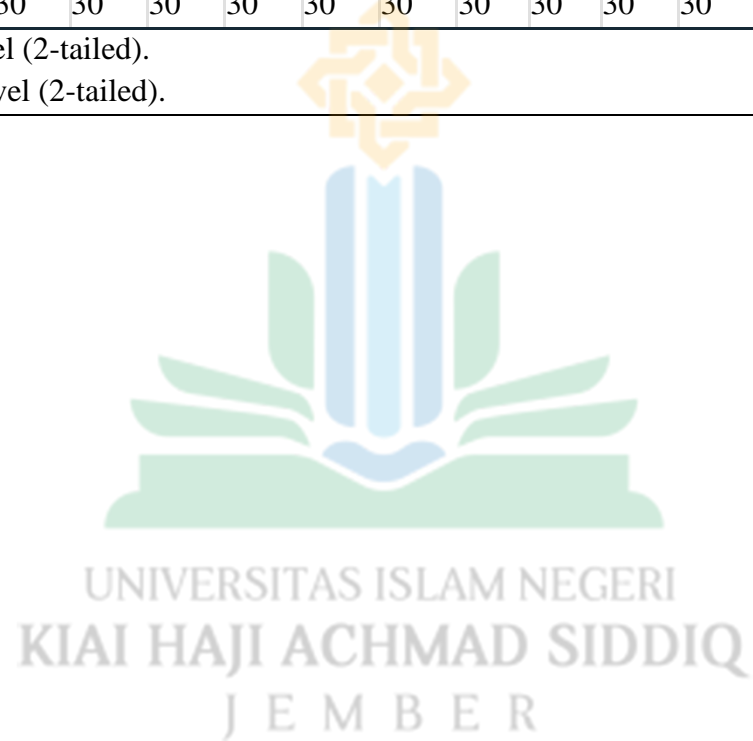 30 30 30 30 30 30 30 30 30 30
el (2-tailed).
vel (2-tailed).
UNIVERSITAS ISLAM NEGERI
KIAI HAJI ACHMAD SIDDIQ
JEMBER